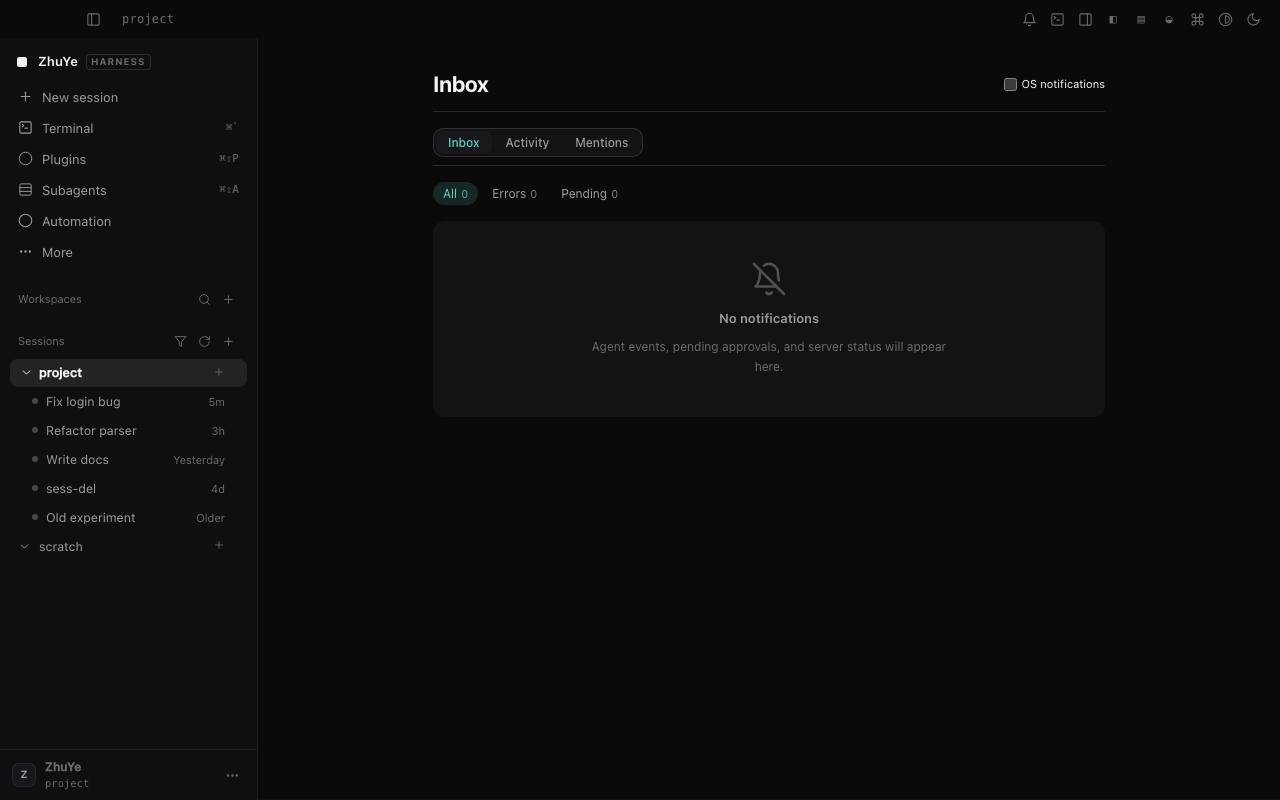 project
ZhuYe HARNESS
New session
Terminal ⌘`
Plugins ⌘⇧P
Subagents ⌘⇧A
Automation
More
Workspaces
Sessions
project
Fix login bug 5m
Refactor parser 3h
Write docs Yesterday
sess-del 4d
Old experiment Older
scratch
Z
ZhuYe
project
Inbox
OS notifications
Inbox Activity Mentions
All 0 Errors 0 Pending 0
No notifications
Agent events, pending approvals, and server status will appear
here.